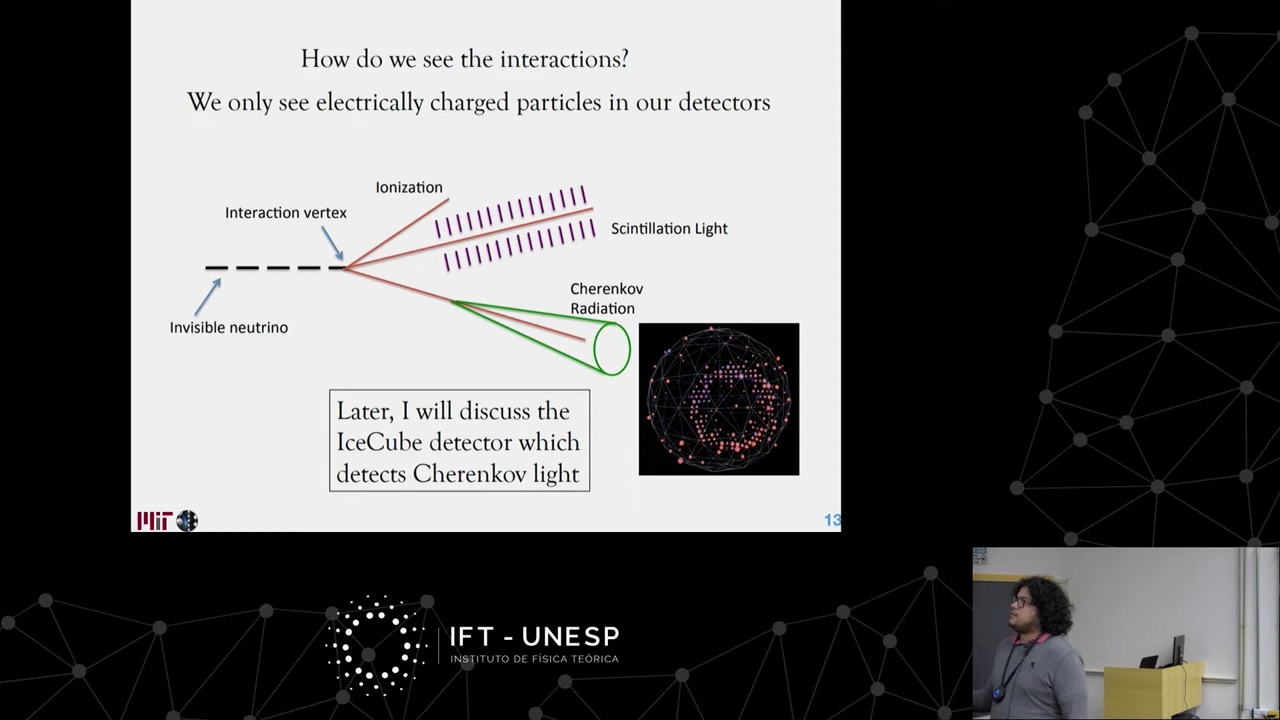 How do we see the interactions?
We only see electrically charged particles in our detectors
Ionization
Interaction vertex
Scintillation Light
Cherenkov
Radiation
Invisible neutrino
Later, I will discuss the
IceCube detector which
detects Cherenkov light
MIT
13
IFT - UNESP
INSTITUTO DE FÍSICA TEÓRICA